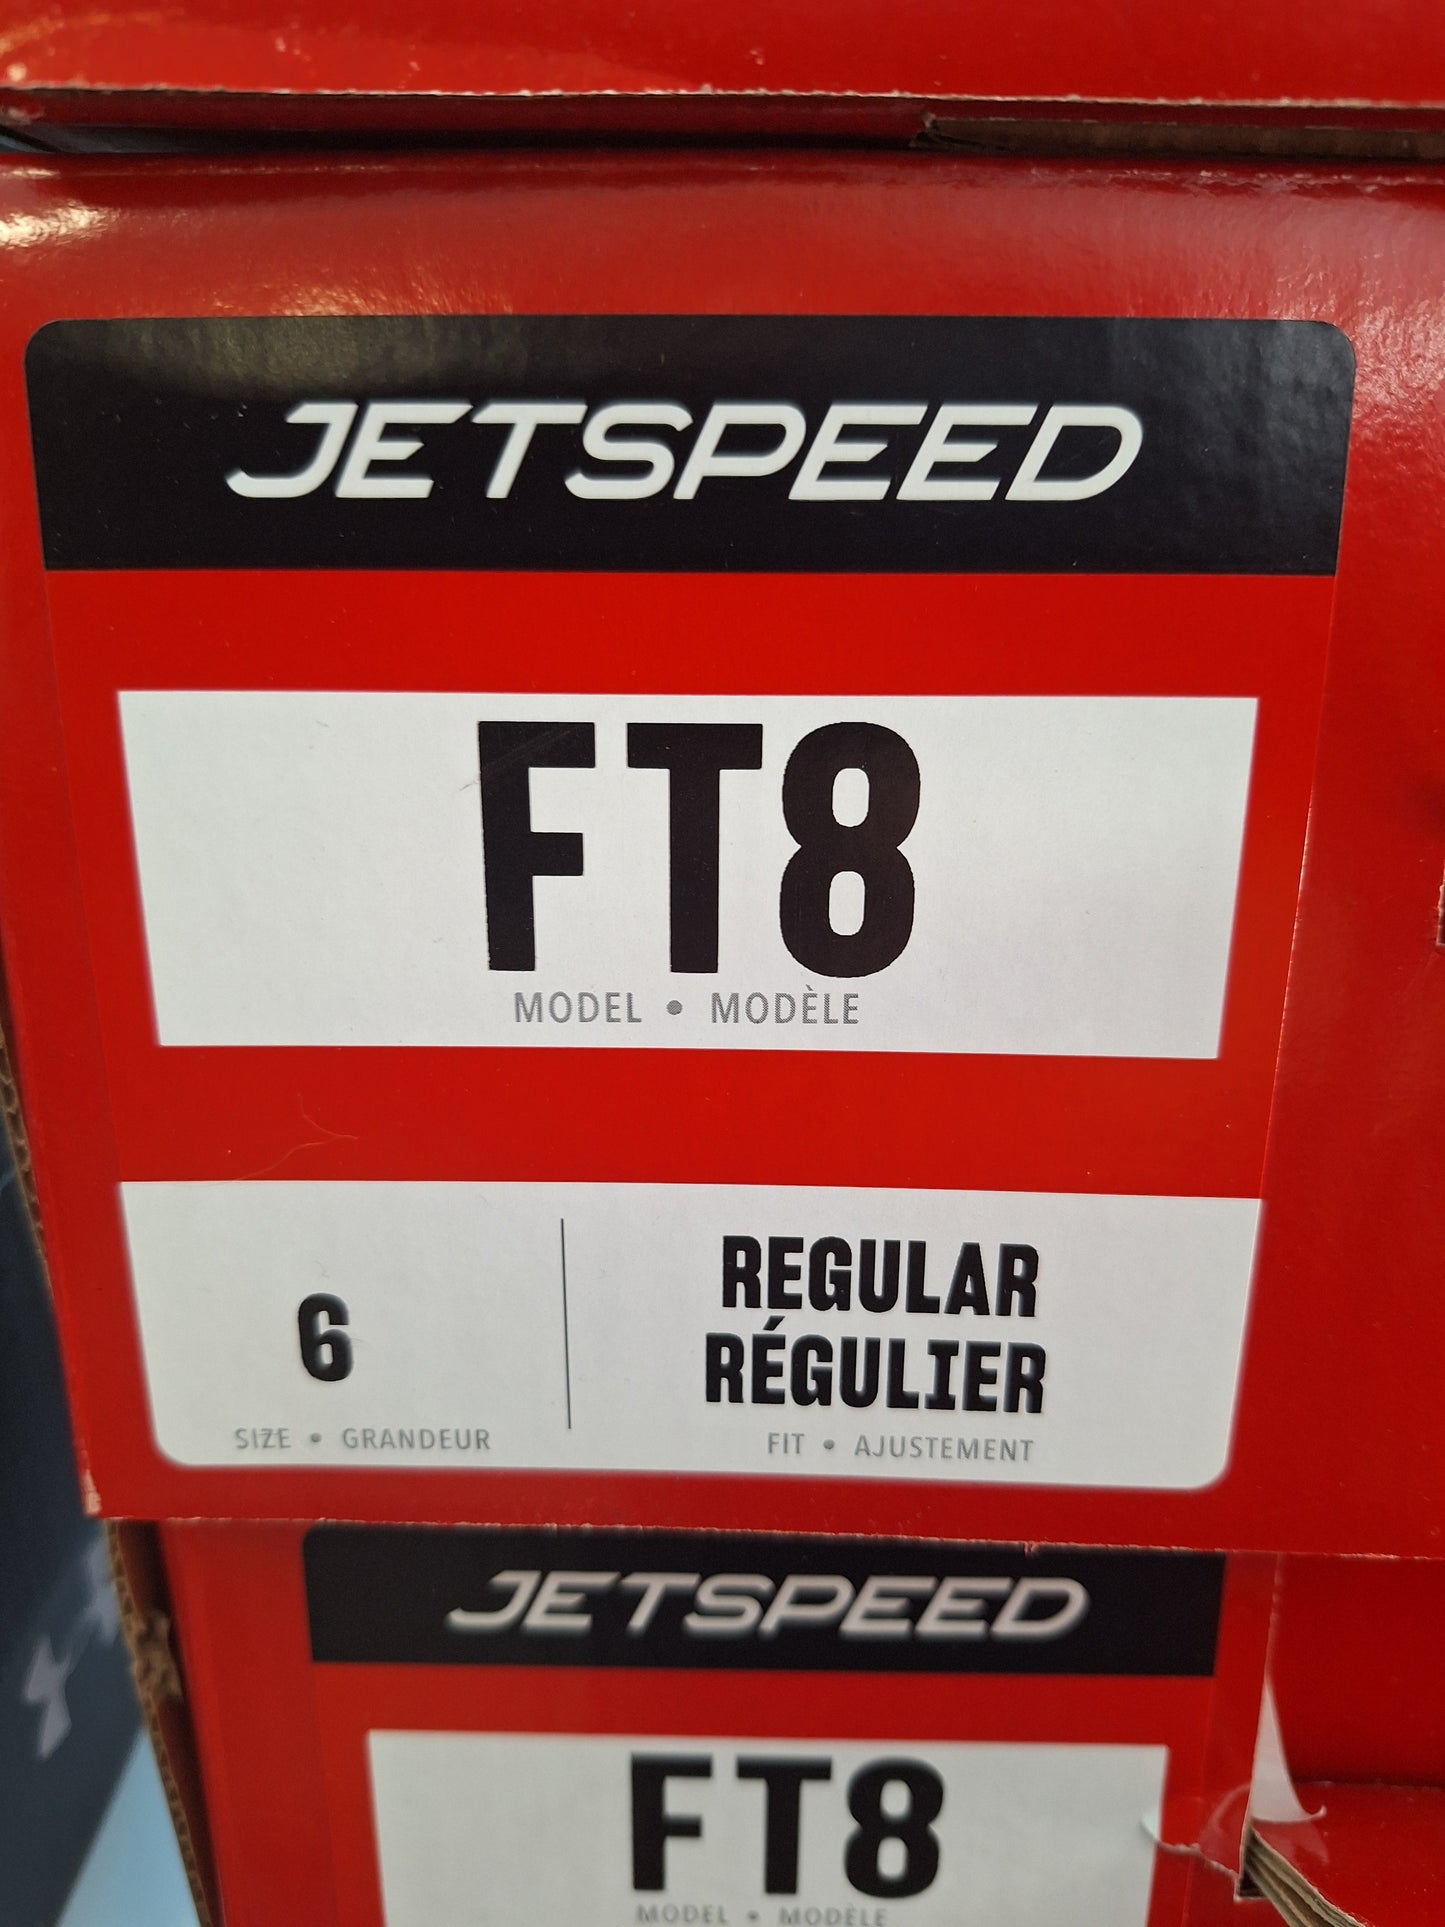 JETSPEED
FT8
MODEL • MODÈLE
6
SIZE • GRANDEUR
REGULAR
RÉGULIER
FIT • AJUSTEMENT
JETSPEED
FT8
MODEL • MODÈLE